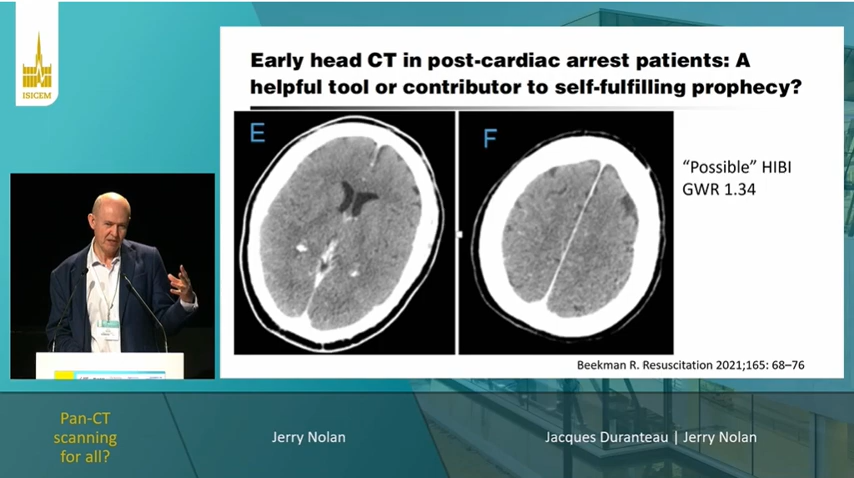 ISICEM
Early head CT in post-cardiac arrest patients: A
helpful tool or contributor to self-fulfilling prophecy?
E
F
“Possible” HIBI
GWR 1.34
Beekman R. Resuscitation 2021;165: 68–76
Pan-CT
scanning
for all?
Jerry Nolan
Jacques Duranteau | Jerry Nolan